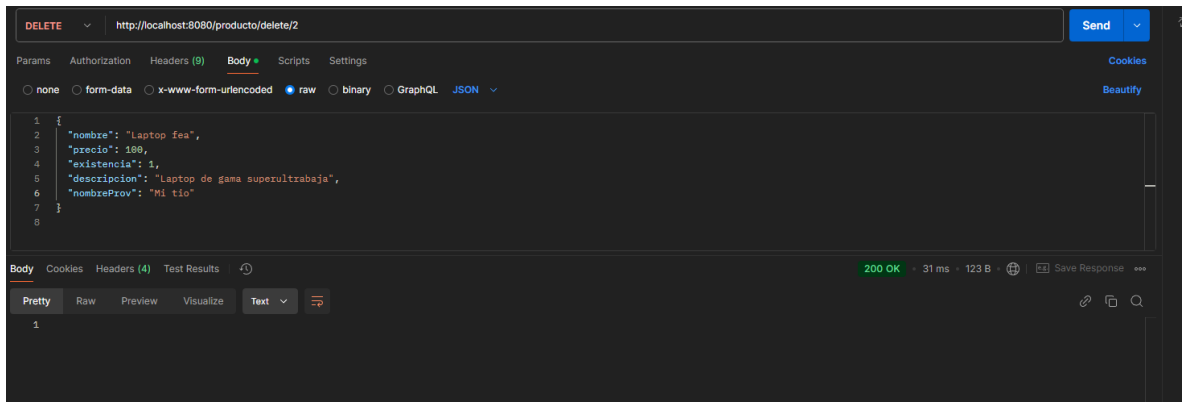 DELETE http://localhost:8080/producto/delete/2 Send
Params Authorization Headers (9) Body Scripts Settings Cookies
none form-data x-www-form-urlencoded raw binary GraphQL JSON Beautify
1 {
2 "nombre": "Laptop fea",
3 "precio": 100,
4 "existencia": 1,
5 "descripcion": "Laptop de gama superultrabaja",
6 "nombreProv": "Mi tio"
7 }
8
Body Cookies Headers (4) Test Results 200 OK 31 ms 123 B Save Response
Pretty Raw Preview Visualize Text
1